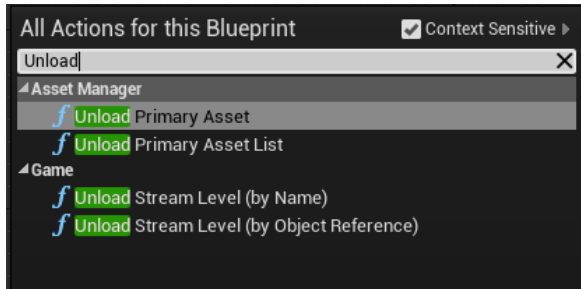 All Actions for this Blueprint Context Sensitive
Unload
Asset Manager
Unload Primary Asset
Unload Primary Asset List
Game
Unload Stream Level (by Name)
Unload Stream Level (by Object Reference)